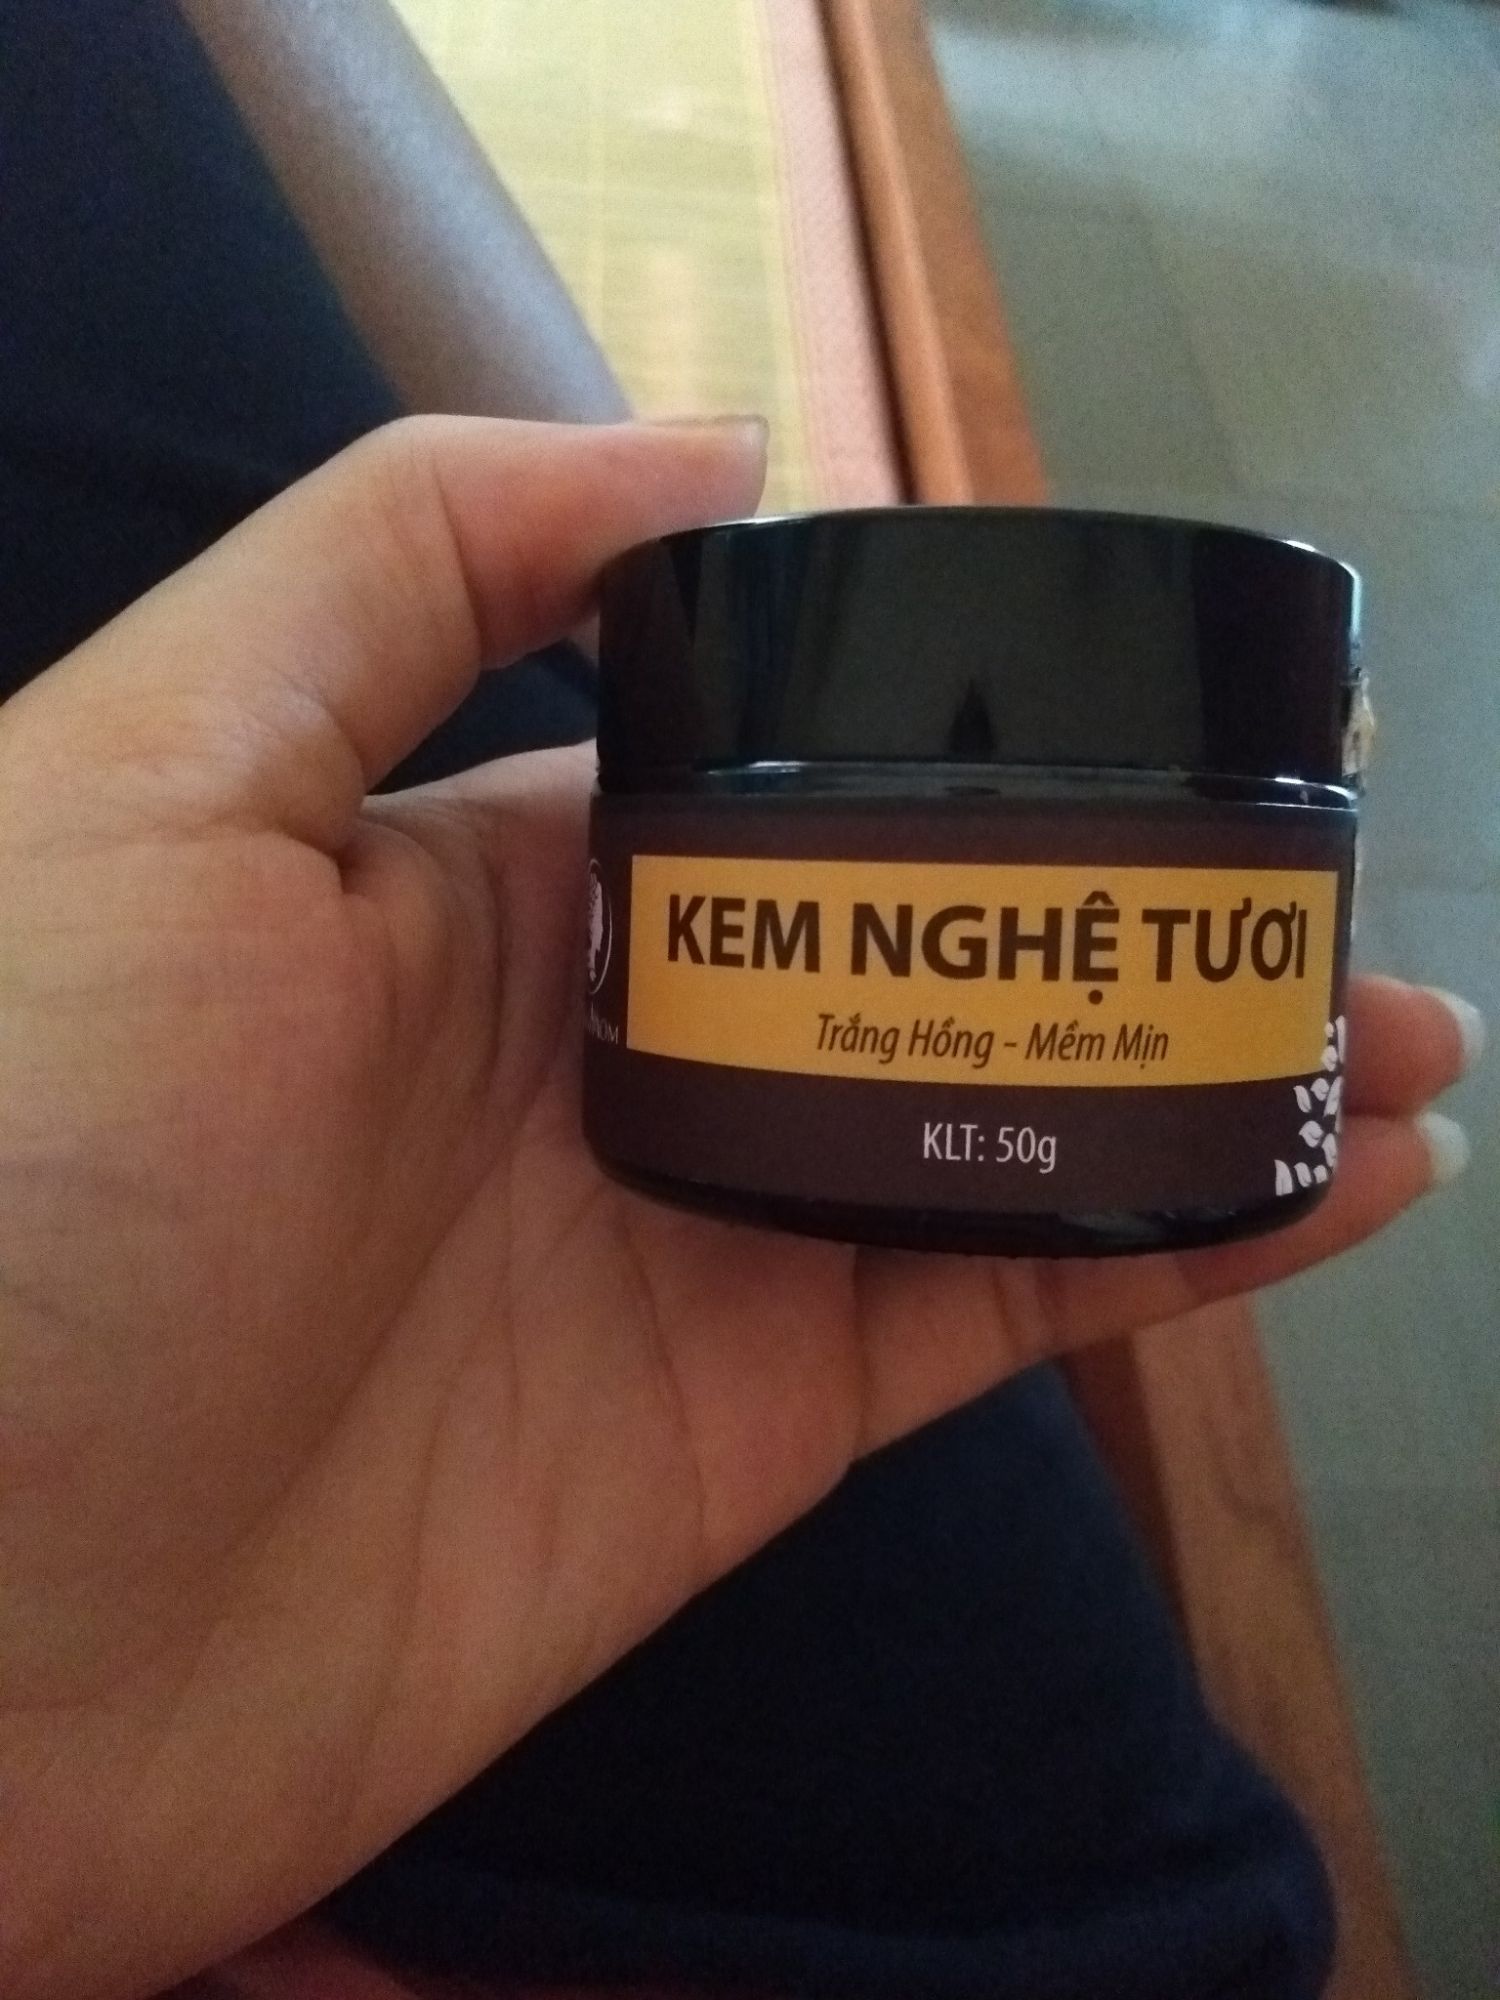 KEM NGHỆ TƯƠI
Trắng Hồng - Mềm Mịn
KLT: 50g